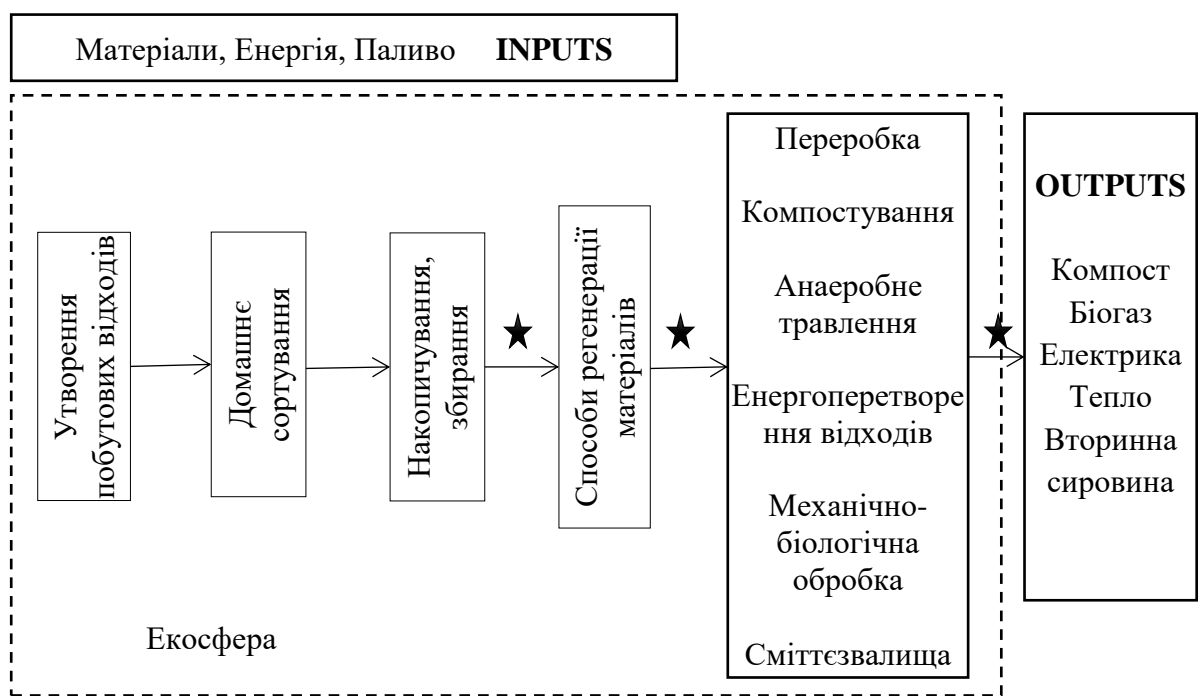 Матеріали, Енергія, Паливо INPUTS
Утворення
побутових відходів
Домашнє
сортування
Накопичування,
збирання
Способи регенерації
матеріалів
Переробка
Компостування
Анаеробне
травлення
Енергоперетворе
ння відходів
Механічно-
біологічна
обробка
Сміттєзвалища
OUTPUTS
Компост
Біогаз
Електрика
Тепло
Вторинна
сировина
Екосфера